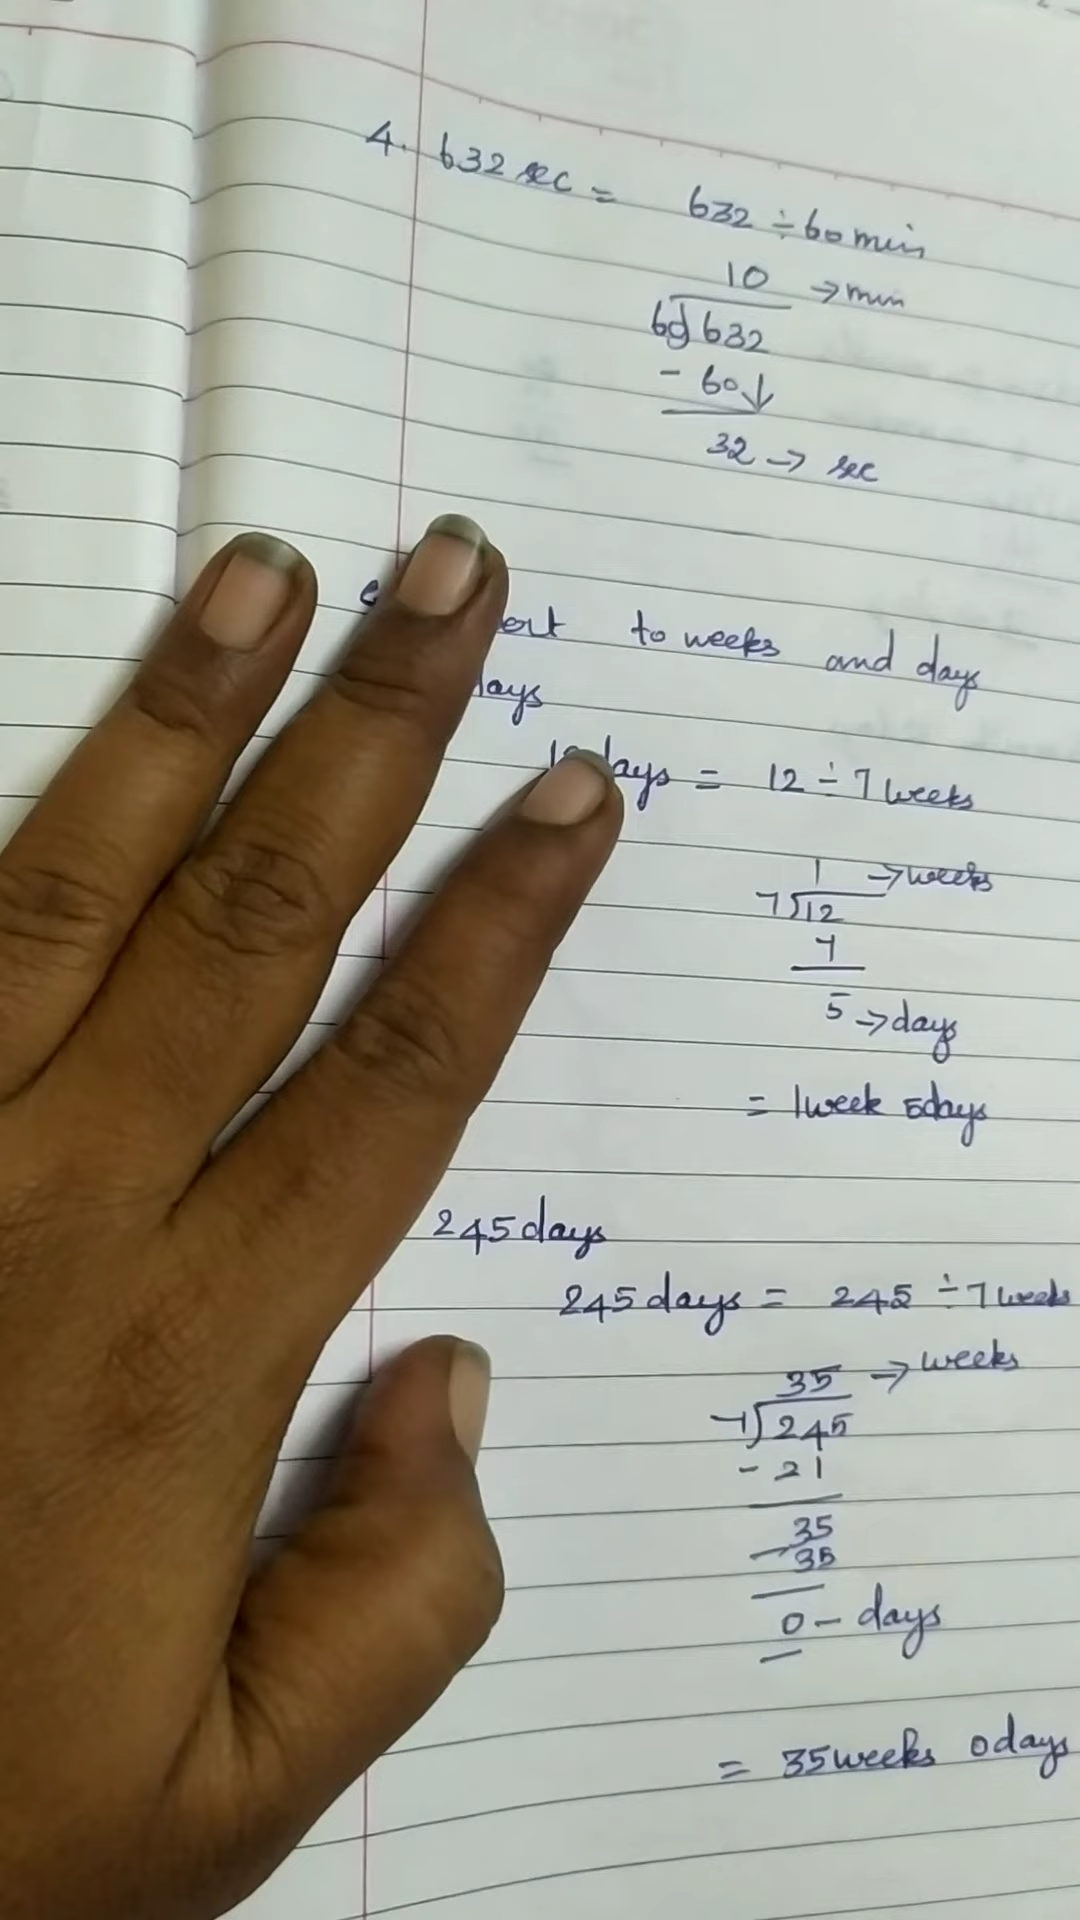 4. 632 sec = 632 ÷ 60 min
10 → min
60)632
- 60↓
32 → sec
to weeks and days
days
days = 12 ÷ 7 weeks
1 → weeks
7)12
7
5 → days
= 1 week 5 days
245 days
245 days = 245 ÷ 7 weeks
35 → weeks
7)245
- 21
35
- 35
0 - days
= 35 weeks 0 days